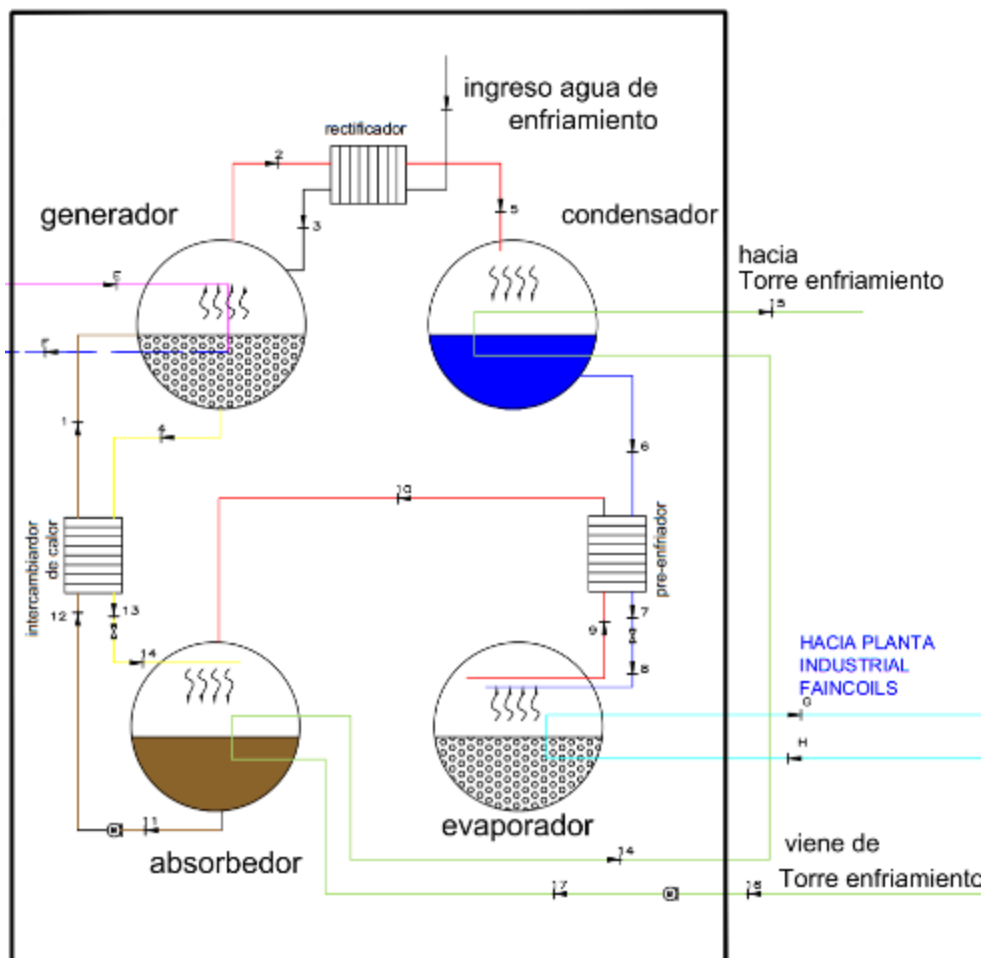 ingreso agua de
enfriamiento
rectificador
2
generador
3
5
condensador
hacia
Torre enfriamiento
E
15
F
1
4
6
10
intercambiardor
de calor
pre-enfriador
12
13
7
9
14
8
HACIA PLANTA
INDUSTRIAL
FAINCOILS
G
H
evaporador
11
absorbedor
14
viene de
Torre enfriamiento
17